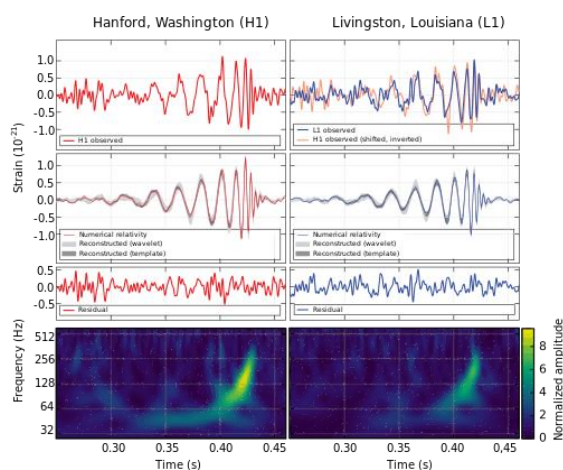 Hanford, Washington (H1)
Livingston, Louisiana (L1)
Strain (10⁻²¹)
1.0
0.5
0.0
-0.5
-1.0
H1 observed
L1 observed
H1 observed (shifted, inverted)
1.0
0.5
0.0
-0.5
-1.0
Numerical relativity
Reconstructed (wavelet)
Reconstructed (template)
Numerical relativity
Reconstructed (wavelet)
Reconstructed (template)
0.5
0.0
-0.5
Residual
Residual
Frequency (Hz)
512
256
128
64
32
0.30
0.35
0.40
0.45
Time (s)
0.30
0.35
0.40
0.45
Time (s)
8
6
4
2
0
Normalized amplitude